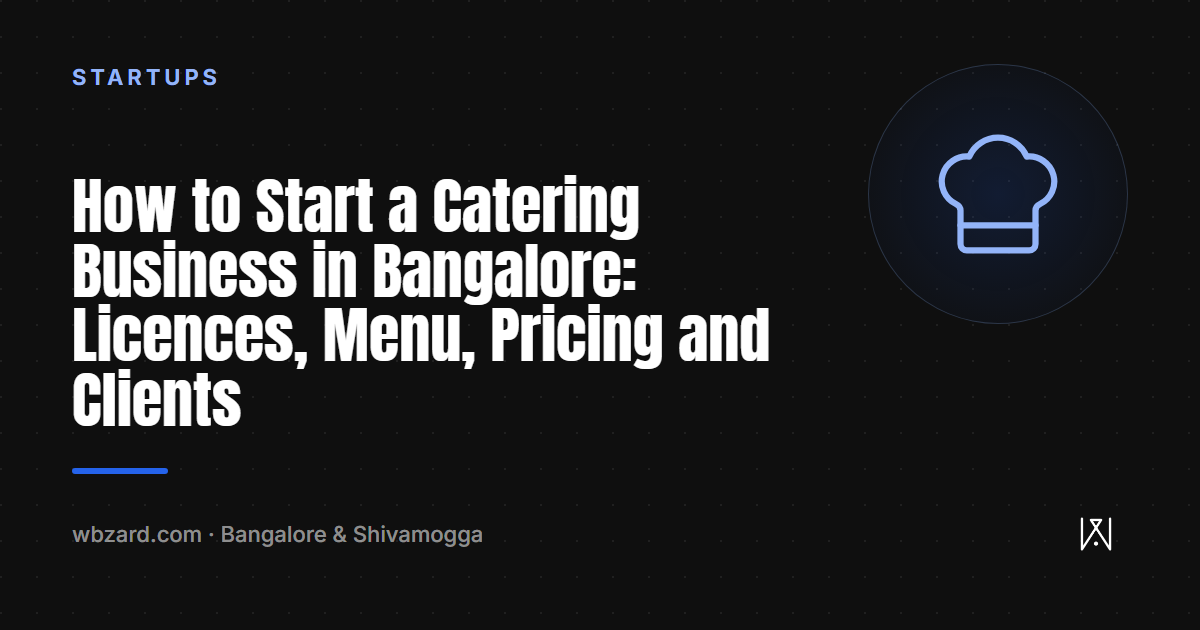 STARTUPS
How to Start a Catering
Business in Bangalore:
Licences, Menu, Pricing and
Clients
wbzard.com · Bangalore & Shivamogga